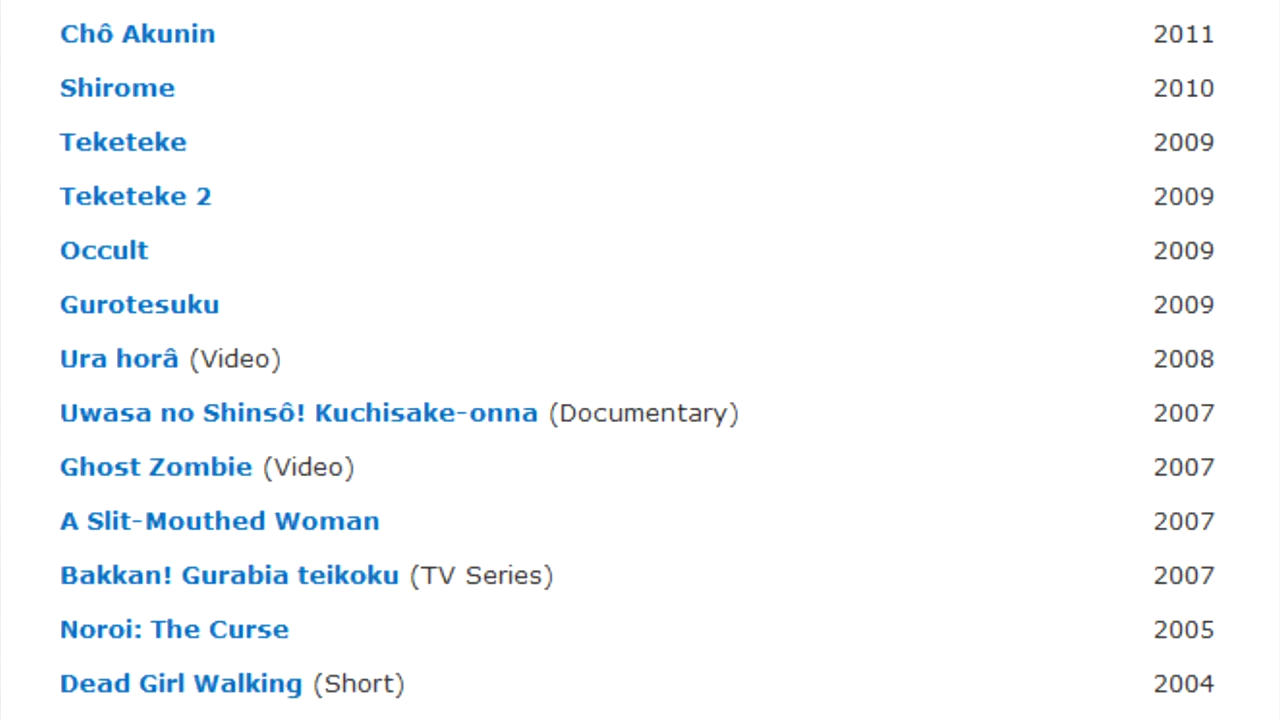 Chô Akunin 2011
Shirome 2010
Teketeke 2009
Teketeke 2 2009
Occult 2009
Gurotesuku 2009
Ura horâ (Video) 2008
Uwasa no Shinsô! Kuchisake-onna (Documentary) 2007
Ghost Zombie (Video) 2007
A Slit-Mouthed Woman 2007
Bakkan! Gurabia teikoku (TV Series) 2007
Noroi: The Curse 2005
Dead Girl Walking (Short) 2004